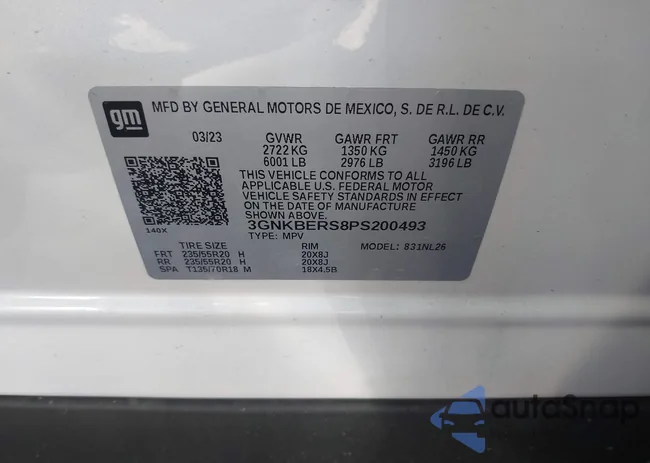 gm
MFD BY GENERAL MOTORS DE MEXICO, S. DE R.L. DE C.V.
03/23 GVWR GAWR FRT GAWR RR
2722 KG 1350 KG 1450 KG
6001 LB 2976 LB 3196 LB
THIS VEHICLE CONFORMS TO ALL
APPLICABLE U.S. FEDERAL MOTOR
VEHICLE SAFETY STANDARDS IN EFFECT
ON THE DATE OF MANUFACTURE
SHOWN ABOVE.
3GNKBERS8PS200493
TYPE: MPV MODEL: 831NL26
140X
TIRE SIZE RIM
FRT 235/55R20 H 20X8J
RR 235/55R20 H 20X8J
SPA T135/70R18 M 18X4.5B
autoSnap